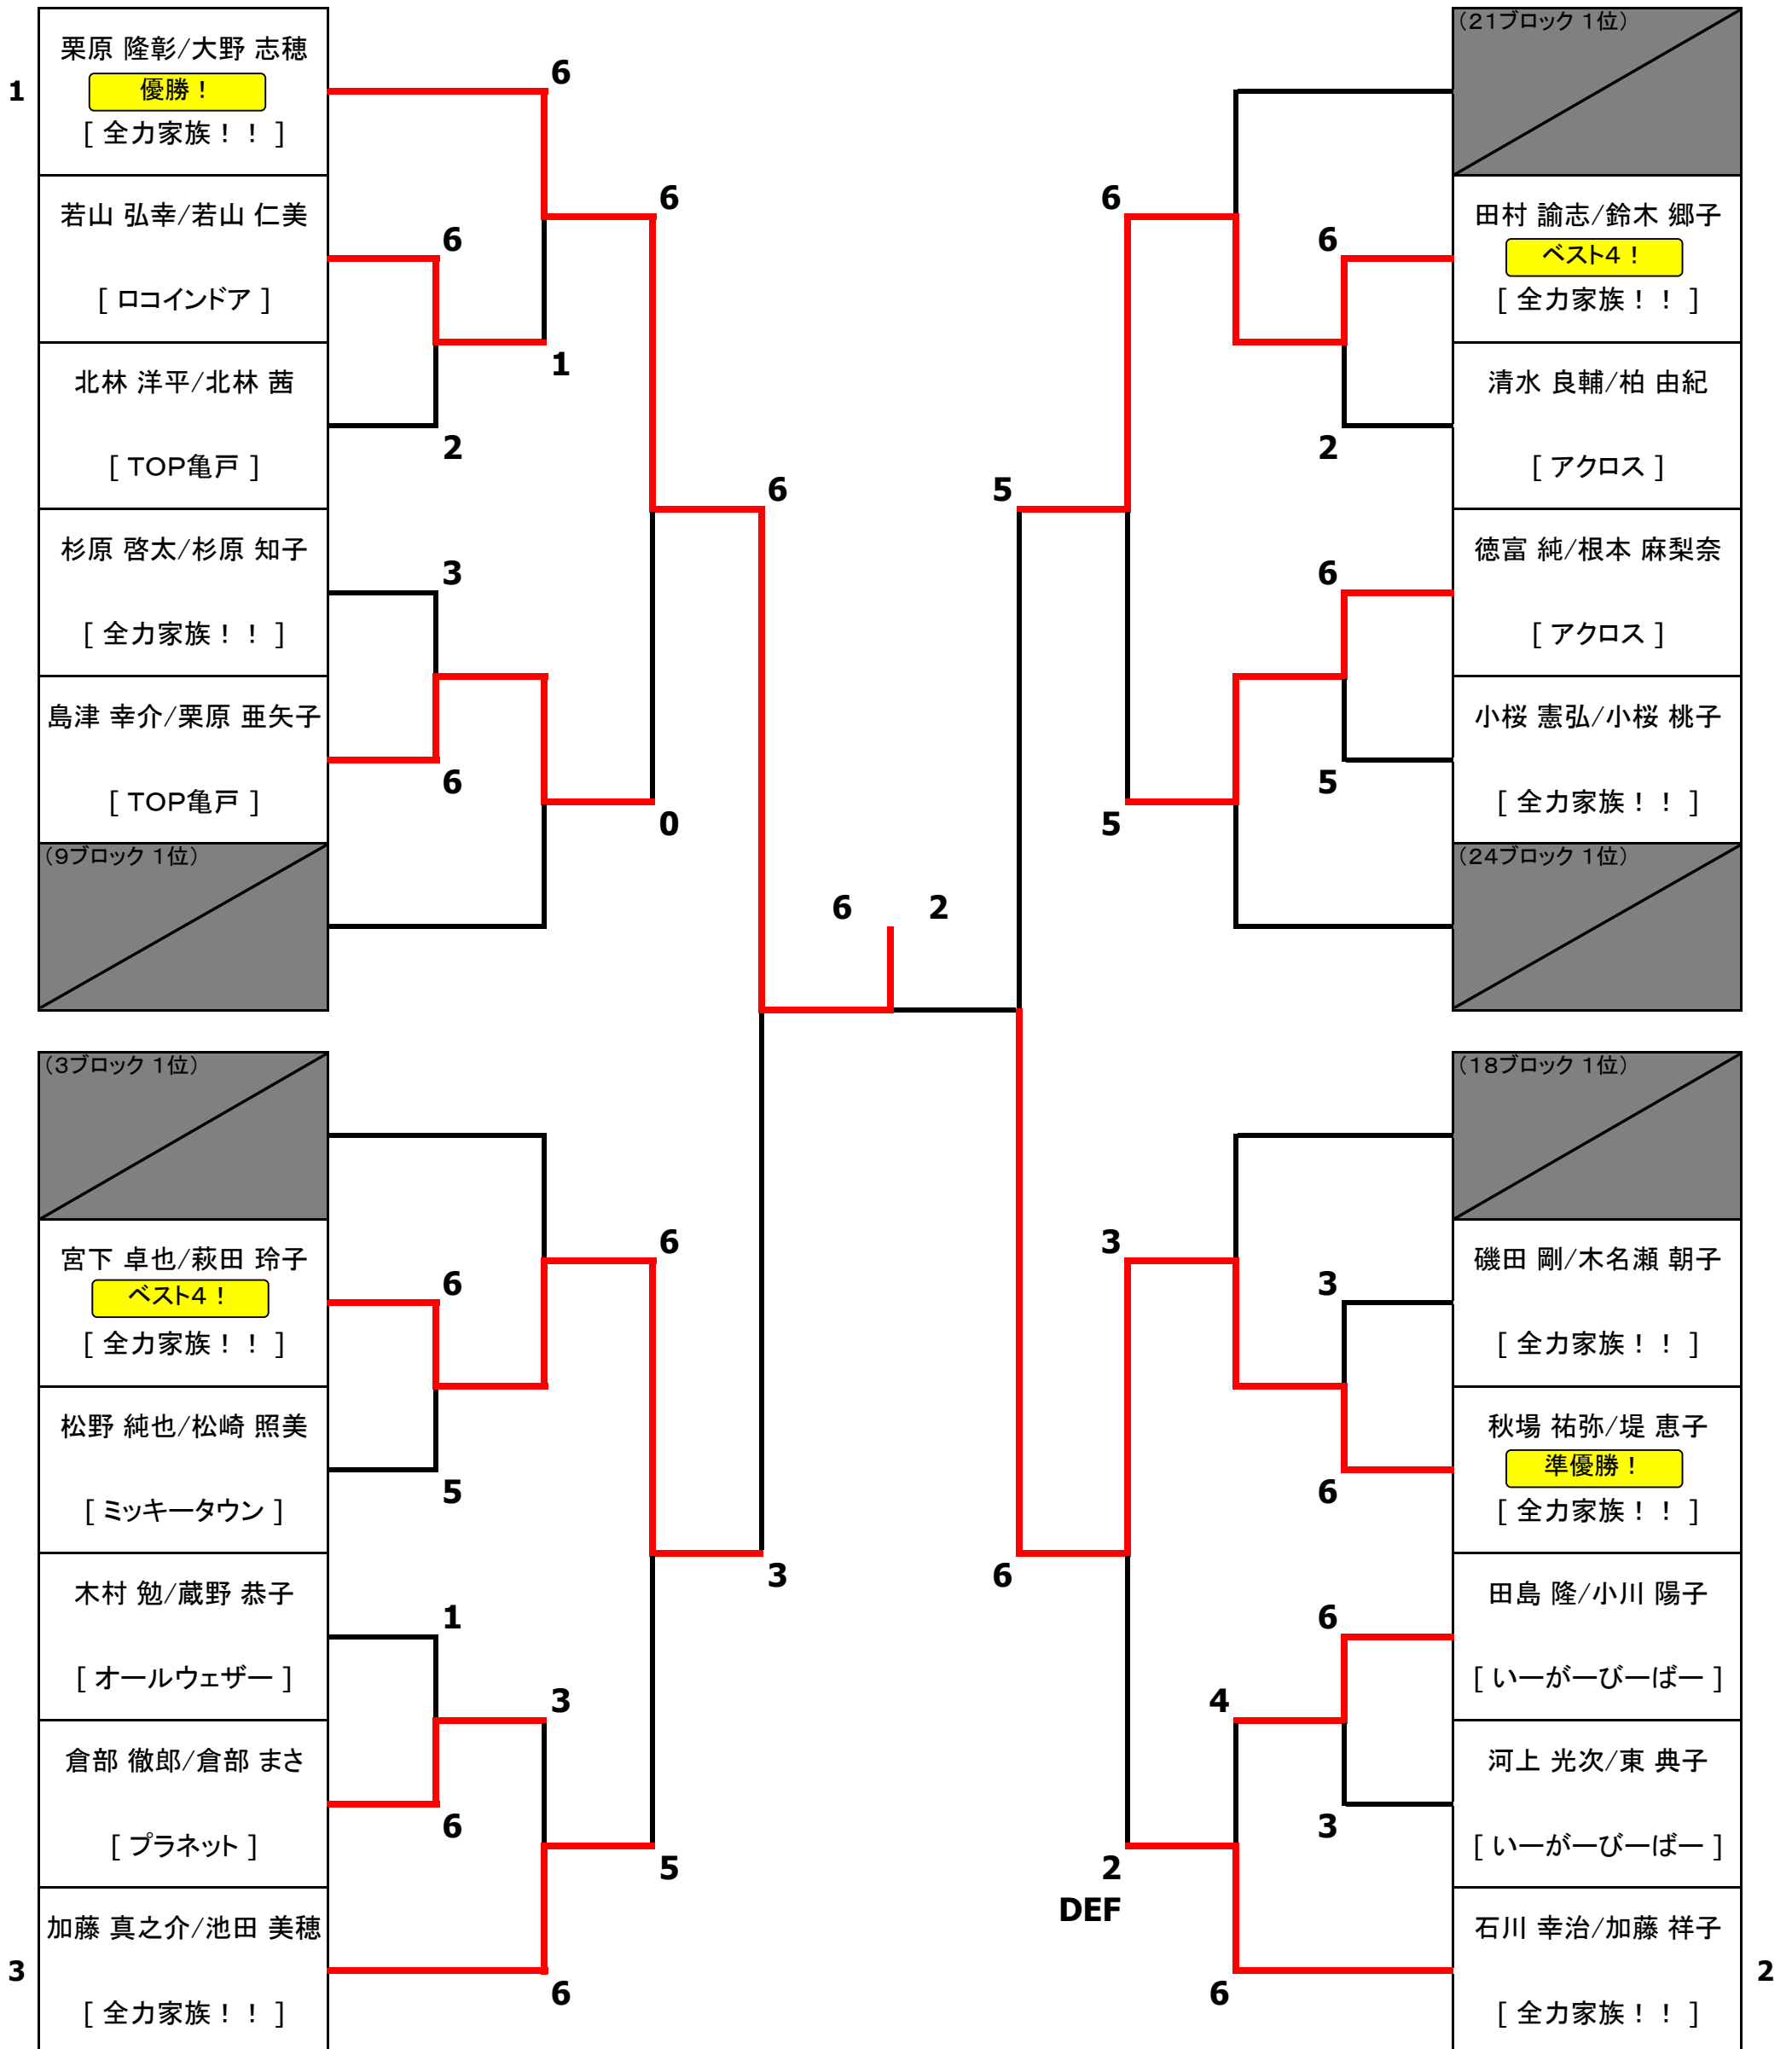 1
栗原 隆彰/大野 志穂
優勝！
[ 全力家族！！ ]
若山 弘幸/若山 仁美
[ ロコインドア ]
北林 洋平/北林 茜
[ TOP亀戸 ]
杉原 啓太/杉原 知子
[ 全力家族！！ ]
島津 幸介/栗原 亜矢子
[ TOP亀戸 ]
（9ブロック 1位）
6
6
6
1
2
3
6
0
6
6
2
（21ブロック 1位）
田村 諭志/鈴木 郷子
ベスト4！
[ 全力家族！！ ]
清水 良輔/柏 由紀
[ アクロス ]
徳富 純/根本 麻梨奈
[ アクロス ]
小桜 憲弘/小桜 桃子
[ 全力家族！！ ]
（24ブロック 1位）
6
6
2
5
6
5
5
（3ブロック 1位）
宮下 卓也/萩田 玲子
ベスト4！
[ 全力家族！！ ]
松野 純也/松崎 照美
[ ミッキータウン ]
木村 勉/蔵野 恭子
[ オールウェザー ]
倉部 徹郎/倉部 まさ
[ プラネット ]
3
加藤 真之介/池田 美穂
[ 全力家族！！ ]
6
6
5
3
1
3
6
5
6
（18ブロック 1位）
磯田 剛/木名瀬 朝子
[ 全力家族！！ ]
秋場 祐弥/堤 恵子
準優勝！
[ 全力家族！！ ]
田島 隆/小川 陽子
[ いーがーびーばー ]
河上 光次/東 典子
[ いーがーびーばー ]
石川 幸治/加藤 祥子
2
[ 全力家族！！ ]
3
3
6
6
6
4
3
2
DEF
6